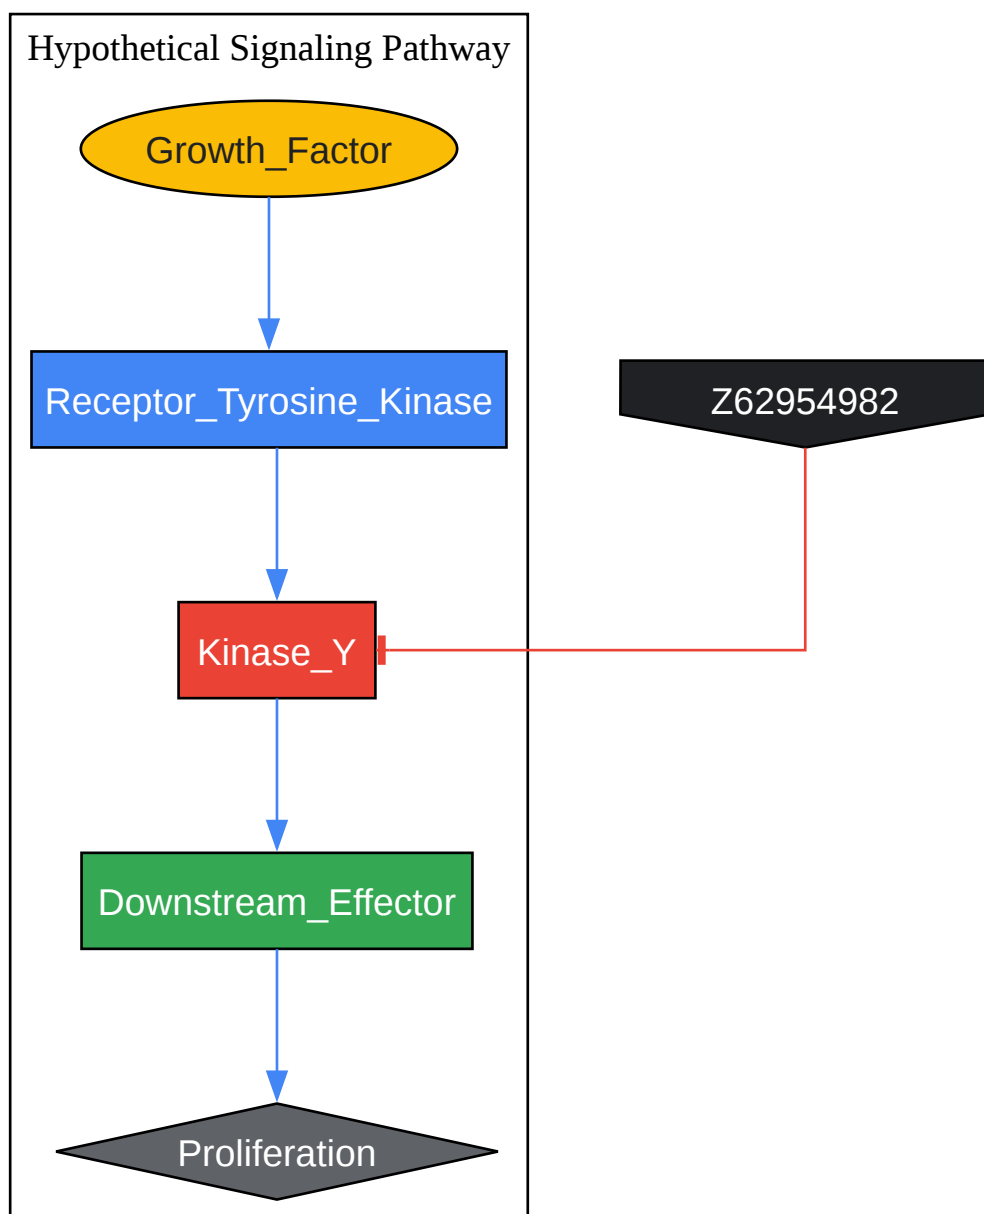 Hypothetical Signaling Pathway
Growth_Factor
Receptor_Tyrosine_Kinase
Z62954982
Kinase_Y
Downstream_Effector
Proliferation